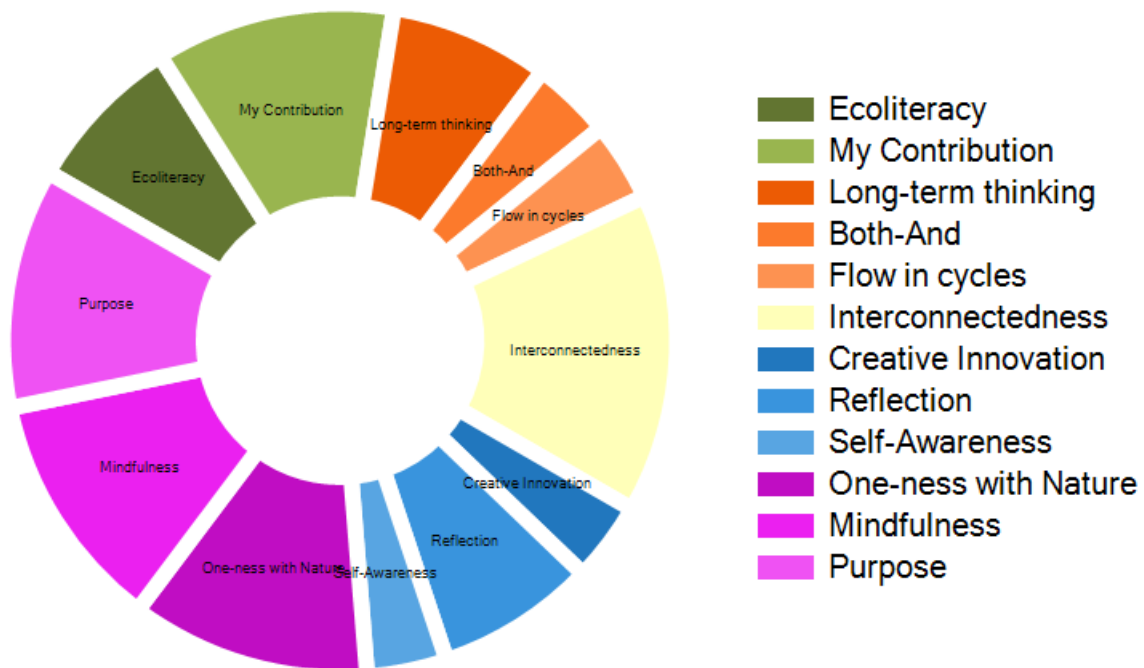 My Contribution
Long-term thinking
Both-And
Ecoliteracy
Flow in cycles
Purpose
Interconnectedness
Mindfulness
Creative Innovation
Reflection
One-ness with Nature
Self-Awareness
Ecoliteracy
My Contribution
Long-term thinking
Both-And
Flow in cycles
Interconnectedness
Creative Innovation
Reflection
Self-Awareness
One-ness with Nature
Mindfulness
Purpose